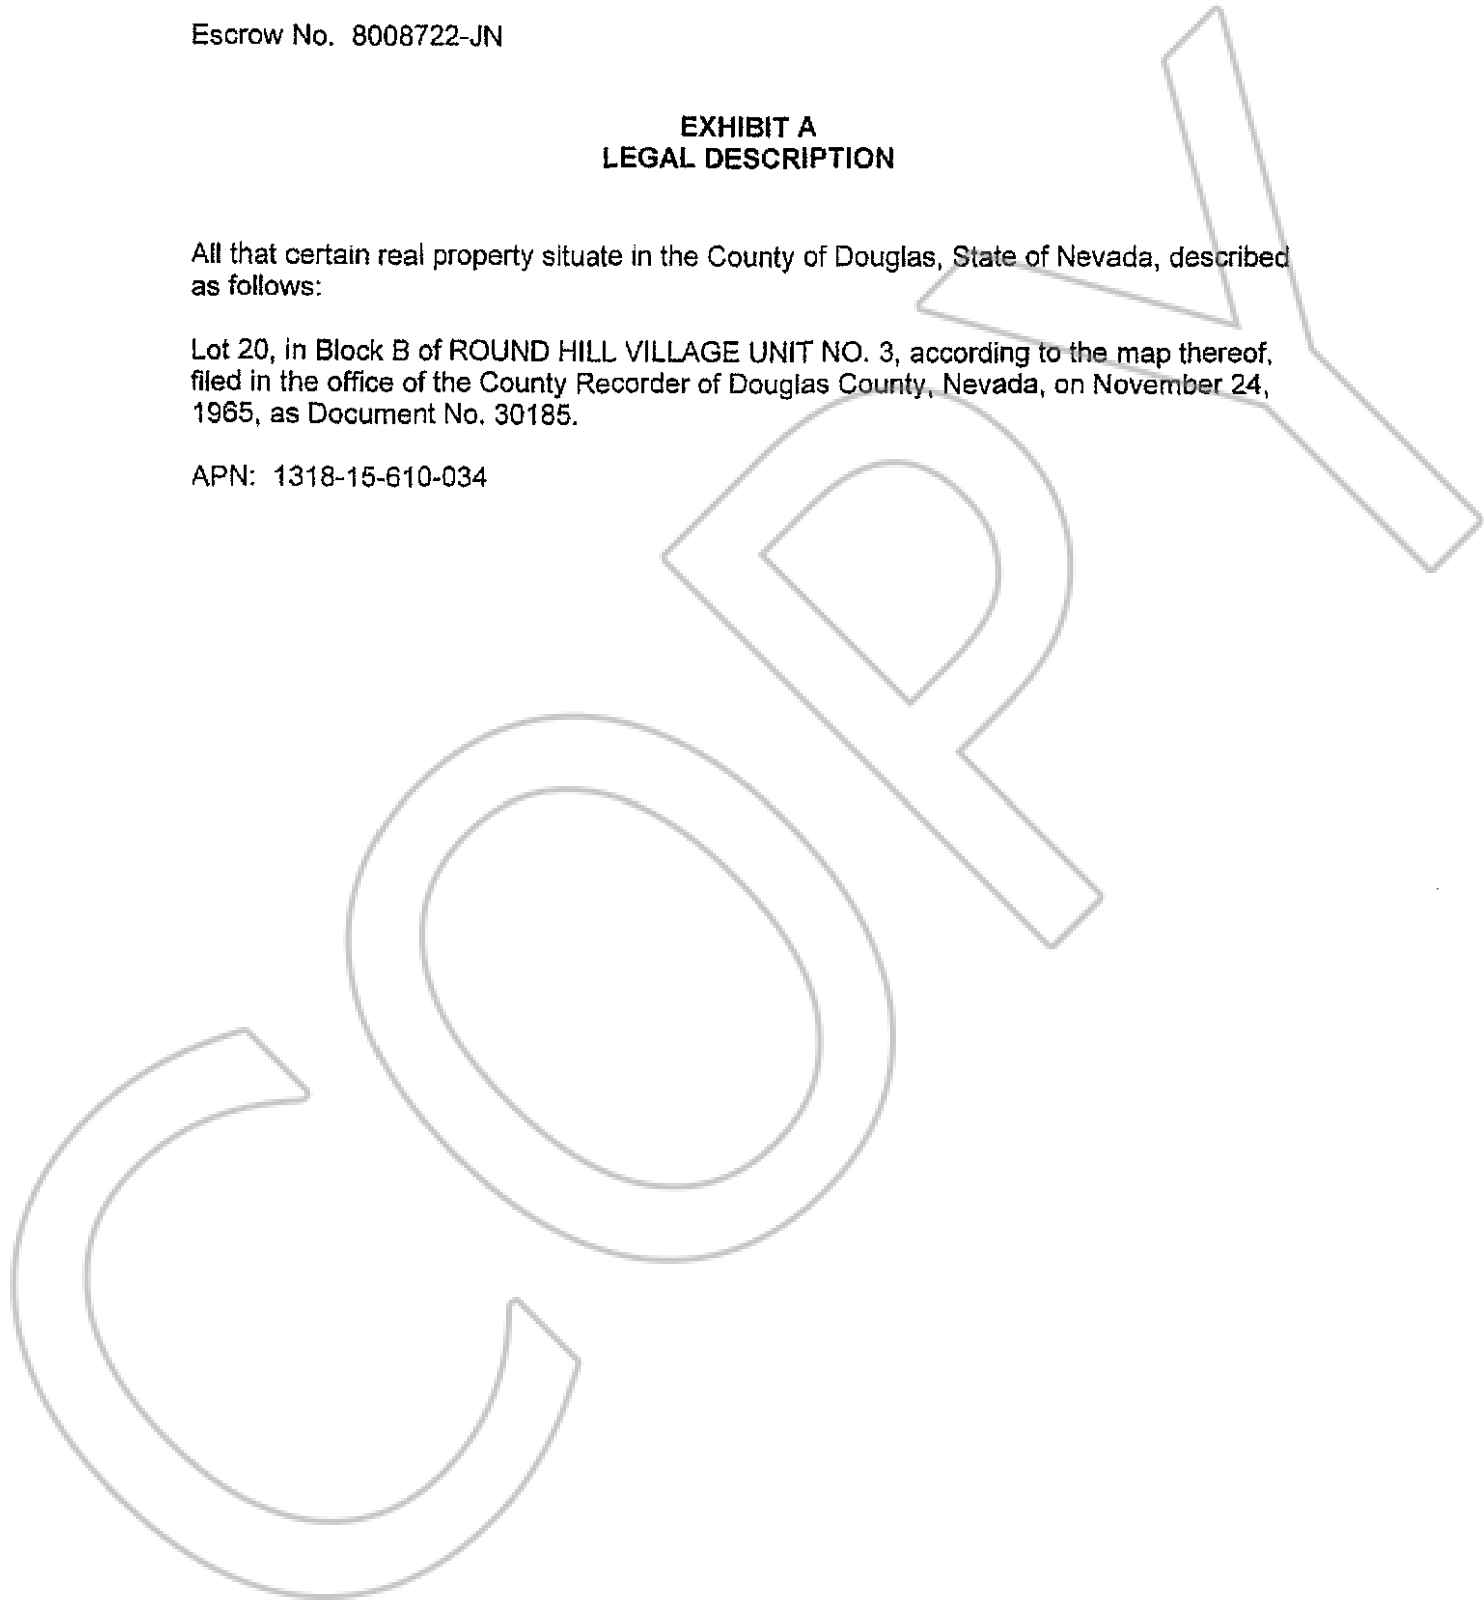 Escrow No. 8008722-JN
EXHIBIT A
LEGAL DESCRIPTION
All that certain real property situate in the County of Douglas, State of Nevada, described
as follows:
Lot 20, in Block B of ROUND HILL VILLAGE UNIT NO. 3, according to the map thereof,
filed in the office of the County Recorder of Douglas County, Nevada, on November 24,
1965, as Document No. 30185.
APN: 1318-15-610-034
COPY